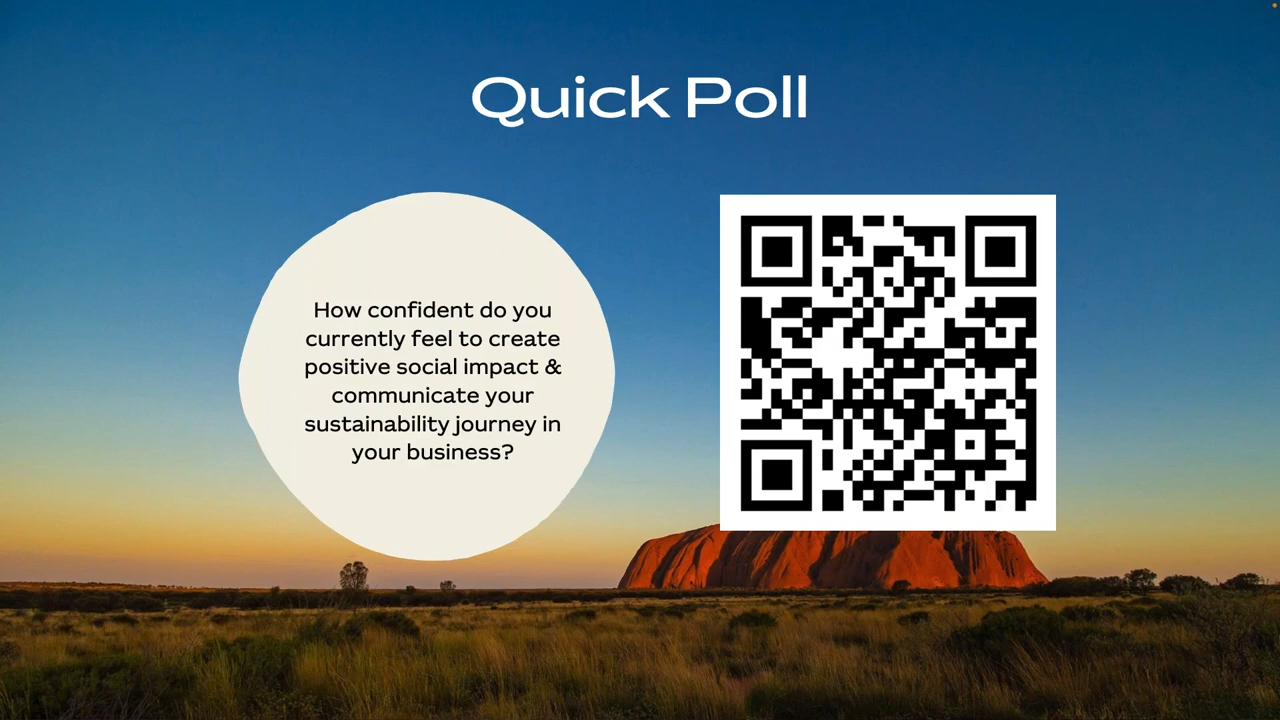 Quick Poll
How confident do you
currently feel to create
positive social impact &
communicate your
sustainability journey in
your business?